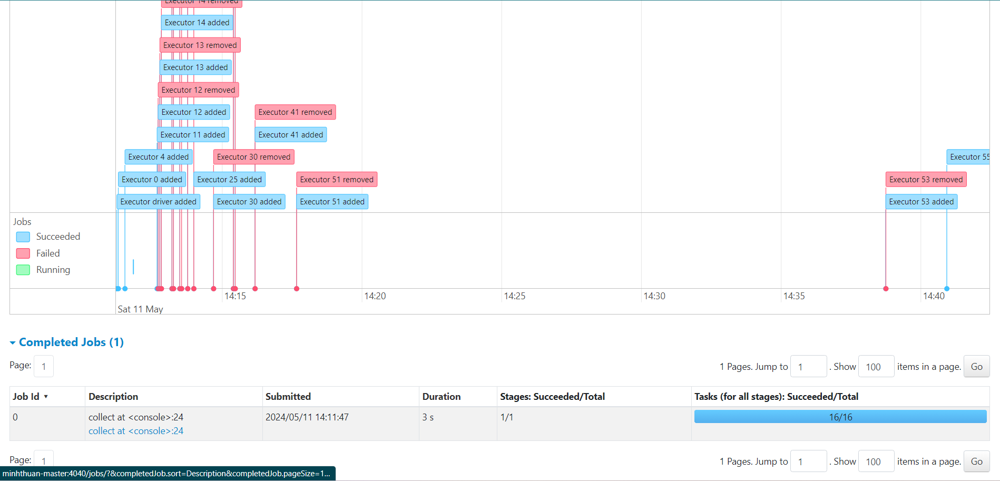 Executor 14 removed
Executor 14 added
Executor 13 removed
Executor 13 added
Executor 12 removed
Executor 12 added
Executor 41 removed
Executor 11 added
Executor 41 added
Executor 4 added
Executor 30 removed
Executor 55
Executor 0 added
Executor 25 added
Executor 51 removed
Executor 53 removed
Executor driver added
Executor 30 added
Executor 51 added
Executor 53 added
Jobs
Succeeded
Failed
Running
14:15 14:20 14:25 14:30 14:35 14:40
Sat 11 May
Completed Jobs (1)
Page: 1 1 Pages. Jump to 1 . Show 100 items in a page. Go
Job Id ▾ Description Submitted Duration Stages: Succeeded/Total Tasks (for all stages): Succeeded/Total
0 collect at <console>:24 2024/05/11 14:11:47 3 s 1/1 16/16
collect at <console>:24
Page: 1 1 Pages. Jump to 1 . Show 100 items in a page. Go
minhthuan-master:4040/jobs/?&completedJob.sort=Description&completedJob.pageSize=1...